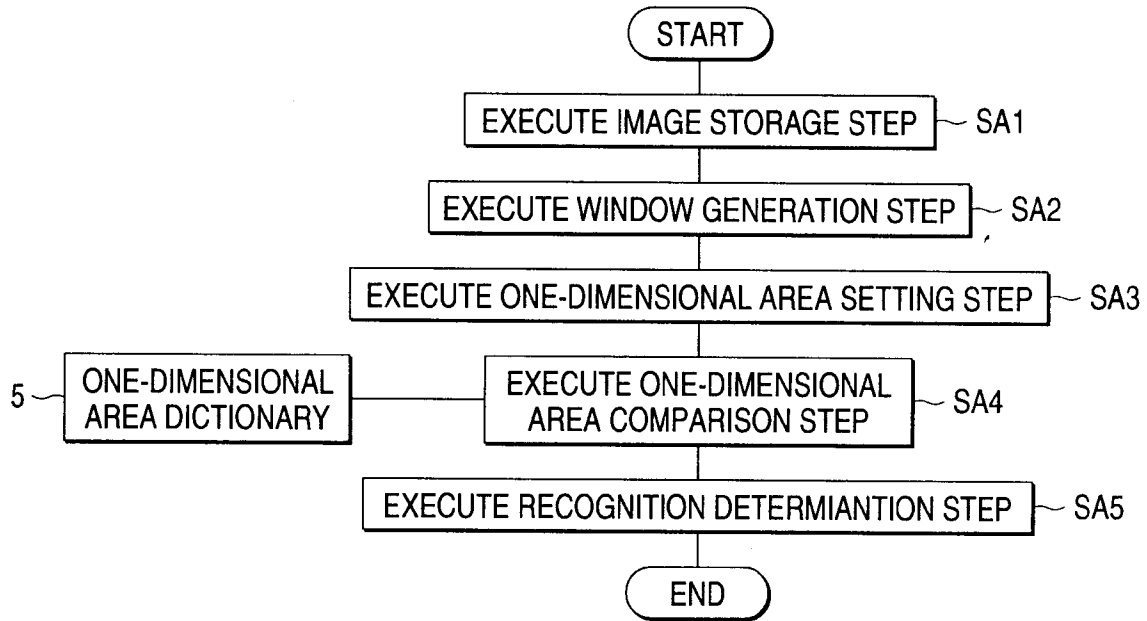 START
EXECUTE IMAGE STORAGE STEP SA1
EXECUTE WINDOW GENERATION STEP SA2
EXECUTE ONE-DIMENSIONAL AREA SETTING STEP SA3
5 ONE-DIMENSIONAL
AREA DICTIONARY
EXECUTE ONE-DIMENSIONAL
AREA COMPARISON STEP SA4
EXECUTE RECOGNITION DETERMIANTION STEP SA5
END